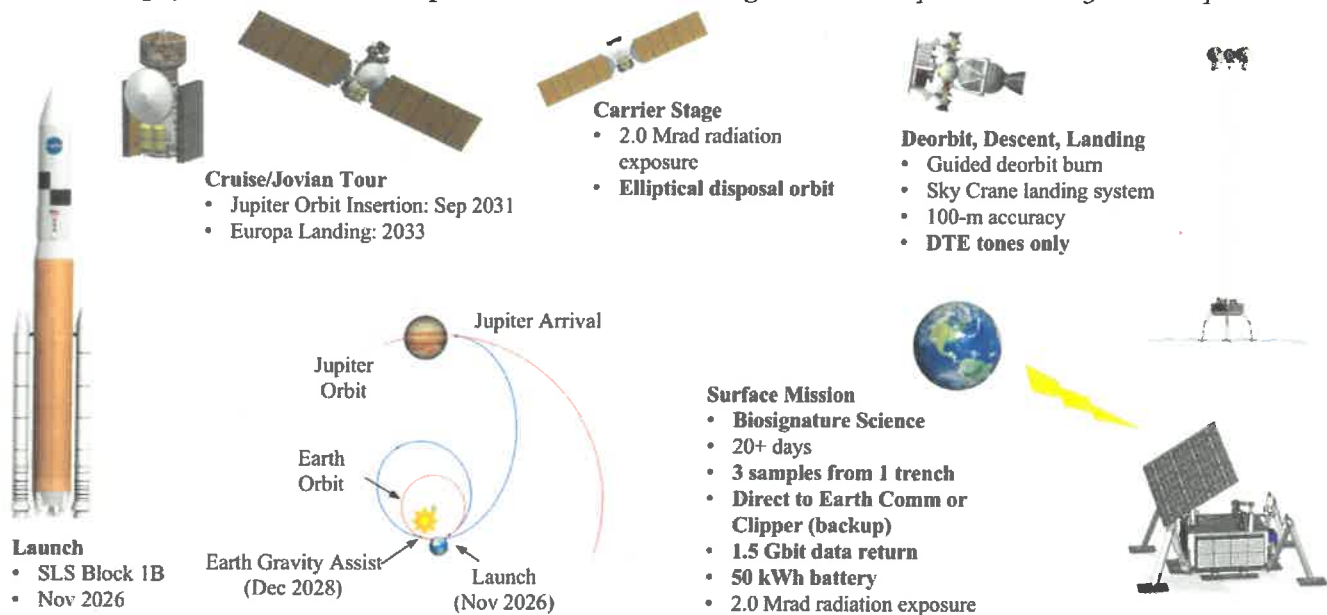 Cruise/Jovian Tour
• Jupiter Orbit Insertion: Sep 2031
• Europa Landing: 2033
Carrier Stage
• 2.0 Mrad radiation
exposure
• Elliptical disposal orbit
Deorbit, Descent, Landing
• Guided deorbit burn
• Sky Crane landing system
• 100-m accuracy
• DTE tones only
Jupiter Arrival
Jupiter
Orbit
Earth
Orbit
Earth Gravity Assist
(Dec 2028)
Launch
(Nov 2026)
Launch
• SLS Block 1B
• Nov 2026
Surface Mission
• Biosignature Science
• 20+ days
• 3 samples from 1 trench
• Direct to Earth Comm or
Clipper (backup)
• 1.5 Gbit data return
• 50 kWh battery
• 2.0 Mrad radiation exposure